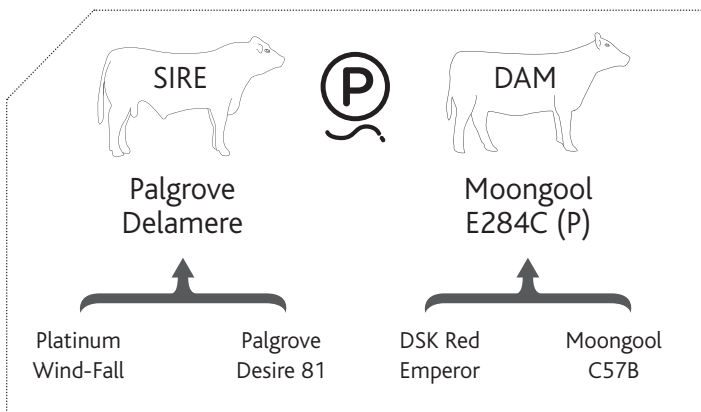 SIRE
P
DAM
Palgrove
Delamere
Moongool
E284C (P)
Platinum
Wind-Fall
Palgrove
Desire 81
DSK Red
Emperor
Moongool
C57B